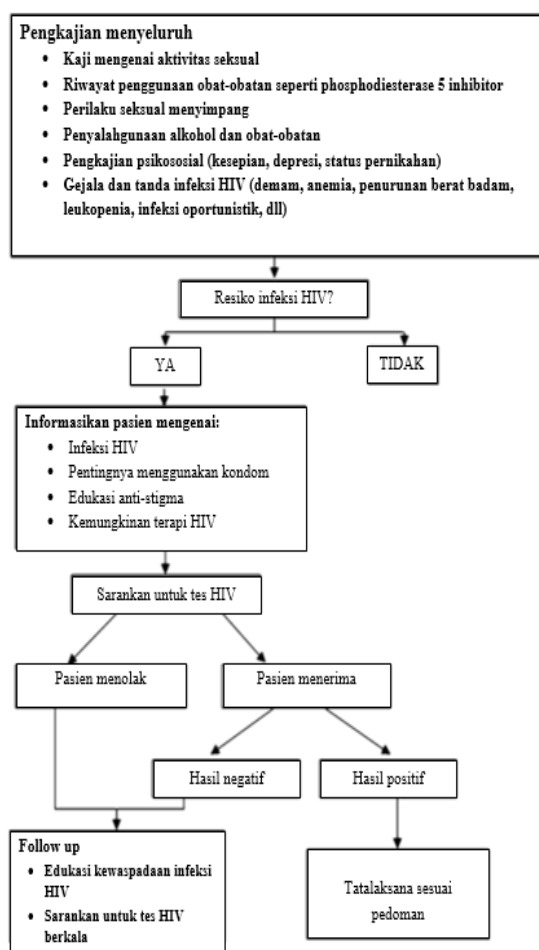 Pengkajian menyeluruh
• Kaji mengenai aktivitas seksual
• Riwayat penggunaan obat-obatan seperti phosphodiesterase 5 inhibitor
• Perilaku seksual menyimpang
• Penyalahgunaan alkohol dan obat-obatan
• Pengkajian psikososial (kesepian, depresi, status pernikahan)
• Gejala dan tanda infeksi HIV (demam, anemia, penurunan berat badam,
leukopenia, infeksi oportunistik, dll)
Resiko infeksi HIV?
YA
TIDAK
Informasikan pasien mengenai:
• Infeksi HIV
• Pentingnya menggunakan kondom
• Edukasi anti-stigma
• Kemungkinan terapi HIV
Sarankan untuk tes HIV
Pasien menolak
Pasien menerima
Hasil negatif
Hasil positif
Follow up
• Edukasi kewaspadaan infeksi
HIV
• Sarankan untuk tes HIV
berkala
Tatalaksana sesuai
pedoman